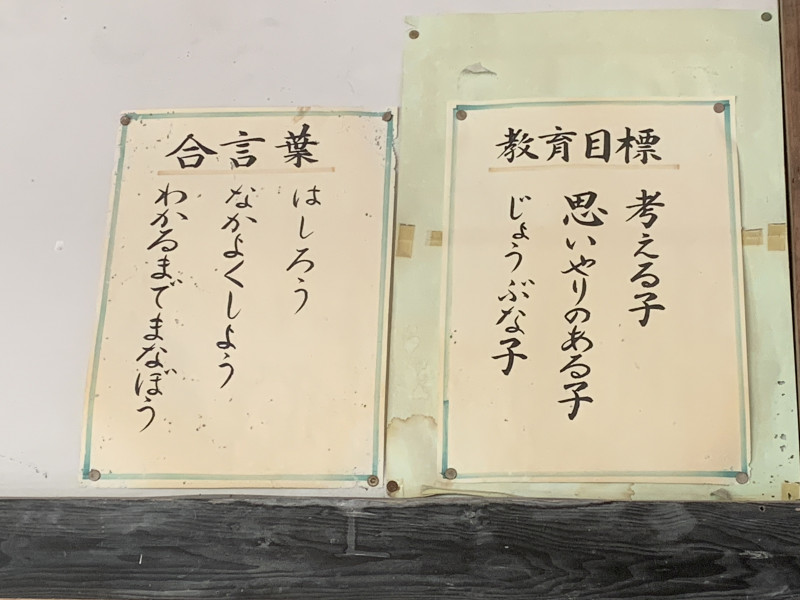 教育目標
考える子
思いやりのある子
じょうぶな子
合言葉
はしろう
なかよくしよう
わかるまでまなぼう